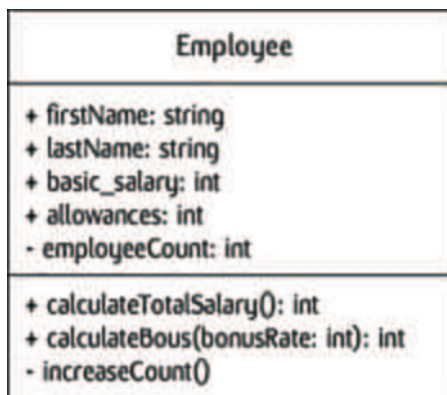 Employee
+ firstName: string
+ lastName: string
+ basic_salary: int
+ allowances: int
- employeeCount: int
+ calculateTotalSalary(): int
+ calculateBous(bonusRate: int): int
- increaseCount()